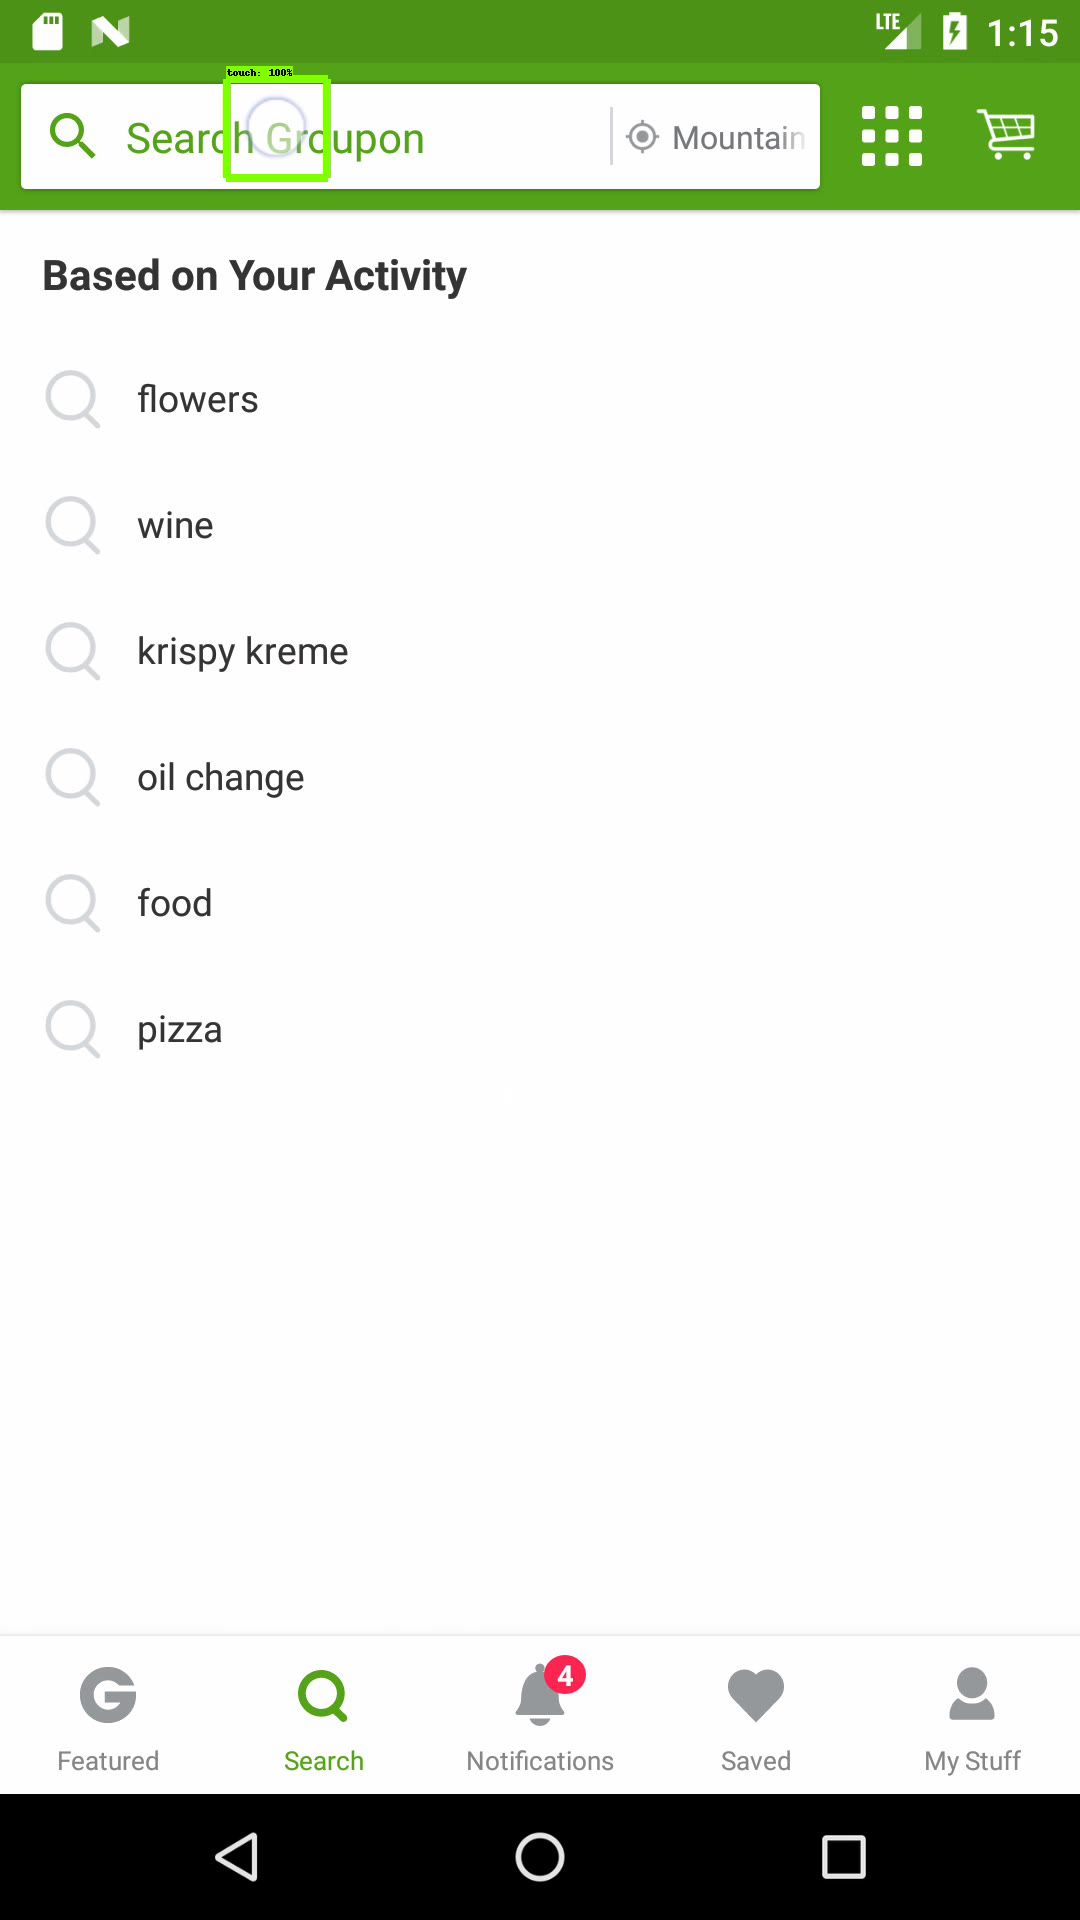 LTE 1:15
touch: 100%
Search Groupon Mountain
Based on Your Activity
flowers
wine
krispy kreme
oil change
food
pizza
4
Featured Search Notifications Saved My Stuff